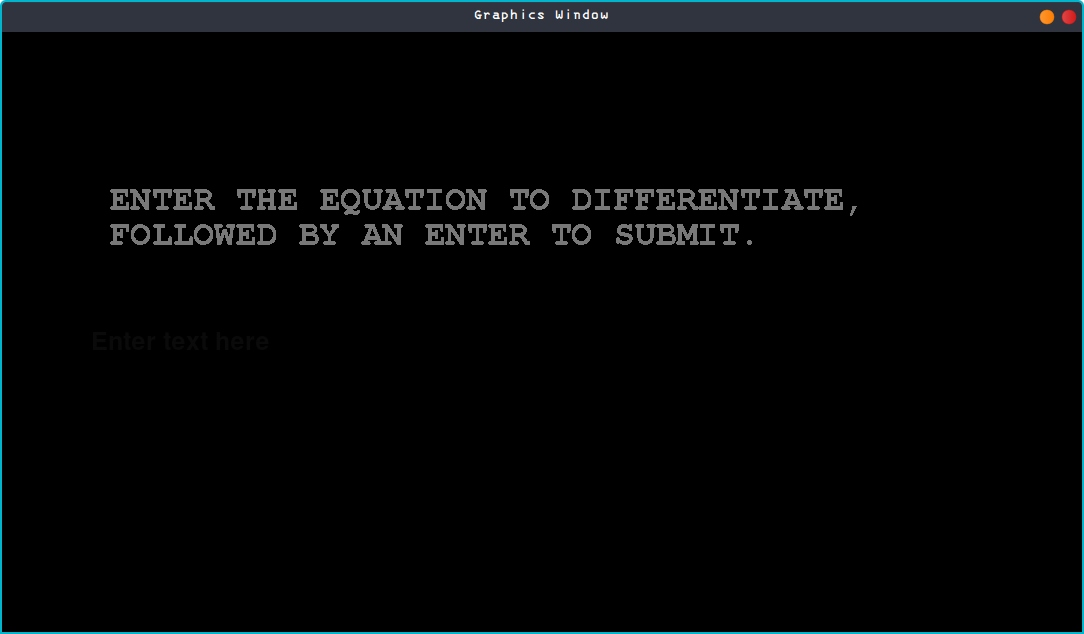 Graphics Window
ENTER THE EQUATION TO DIFFERENTIATE,
FOLLOWED BY AN ENTER TO SUBMIT.
Enter text here